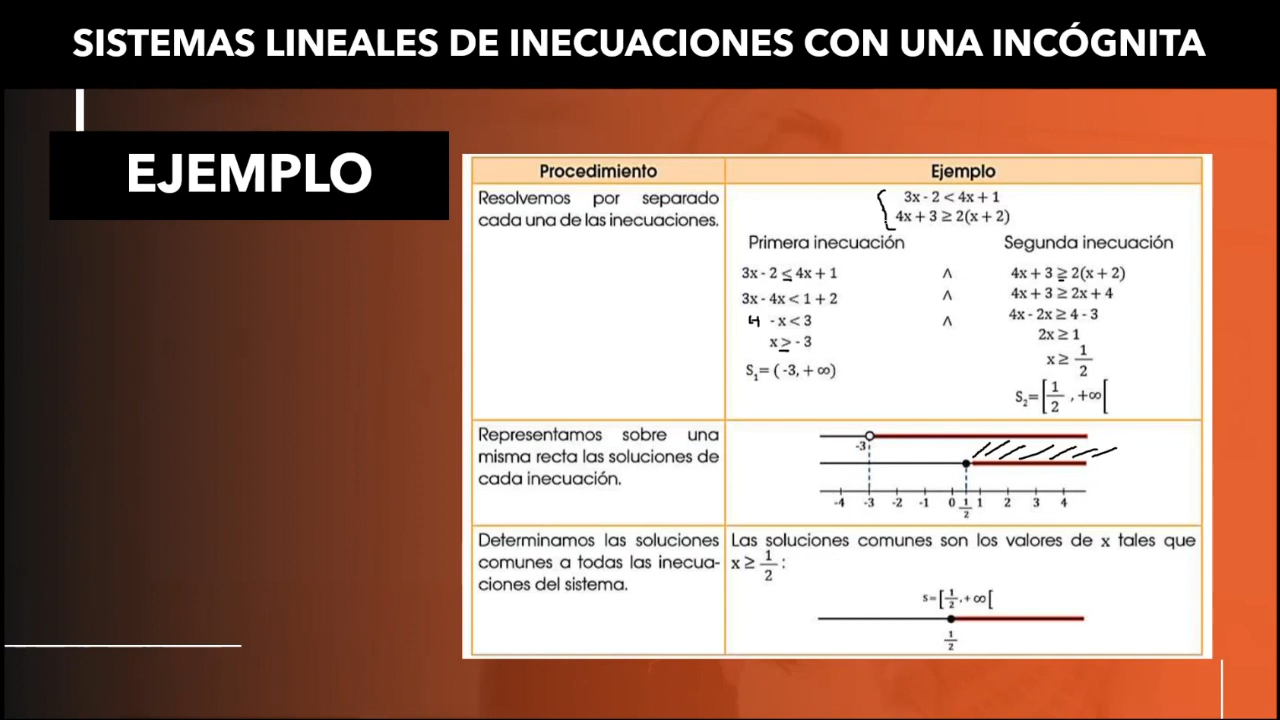 SISTEMAS LINEALES DE INECUACIONES CON UNA INCÓGNITA
EJEMPLO
Procedimiento
Ejemplo
Resolvemos por separado
cada una de las inecuaciones.
3x - 2 < 4x + 1
4x + 3 ≥ 2(x + 2)
Primera inecuación
Segunda inecuación
3x - 2 < 4x + 1 ∧ 4x + 3 ≥ 2(x + 2)
3x - 4x < 1 + 2 ∧ 4x + 3 ≥ 2x + 4
-x < 3 ∧ 4x - 2x ≥ 4 - 3
x > - 3
2x ≥ 1
x ≥ 1/2
S₁= ( -3, + ∞)
S₂= [1/2 , +∞[
Representamos sobre una
misma recta las soluciones de
cada inecuación.
-3
-4 -3 -2 -1 0 1/2 1 2 3 4
Determinamos las soluciones
comunes a todas las inecua-
ciones del sistema.
Las soluciones comunes son los valores de x tales que
x ≥ 1/2 :
S=[1/2,+∞[
1/2